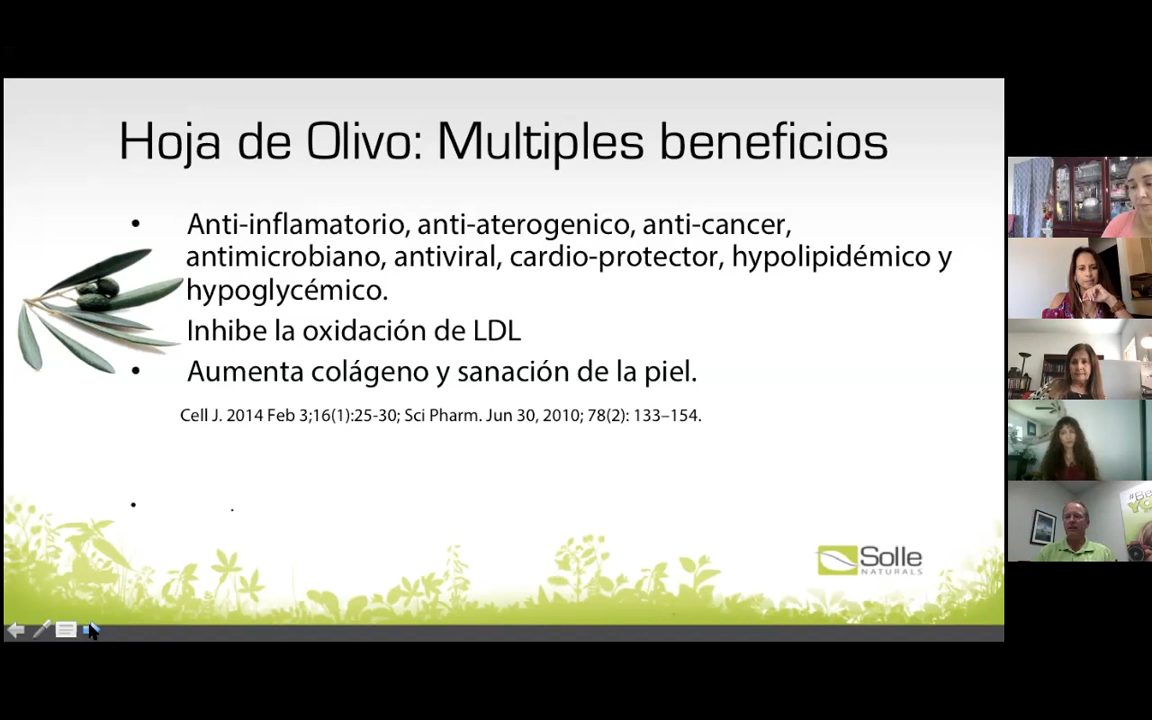 Hoja de Olivo: Multiples beneficios
• Anti-inflamatorio, anti-aterogenico, anti-cancer,
antimicrobiano, antiviral, cardio-protector, hypolipidémico y
hypoglycémico.
Inhibe la oxidación de LDL
• Aumenta colágeno y sanación de la piel.
Cell J. 2014 Feb 3;16(1):25-30; Sci Pharm. Jun 30, 2010; 78(2): 133–154.
• .
Solle
NATURALS